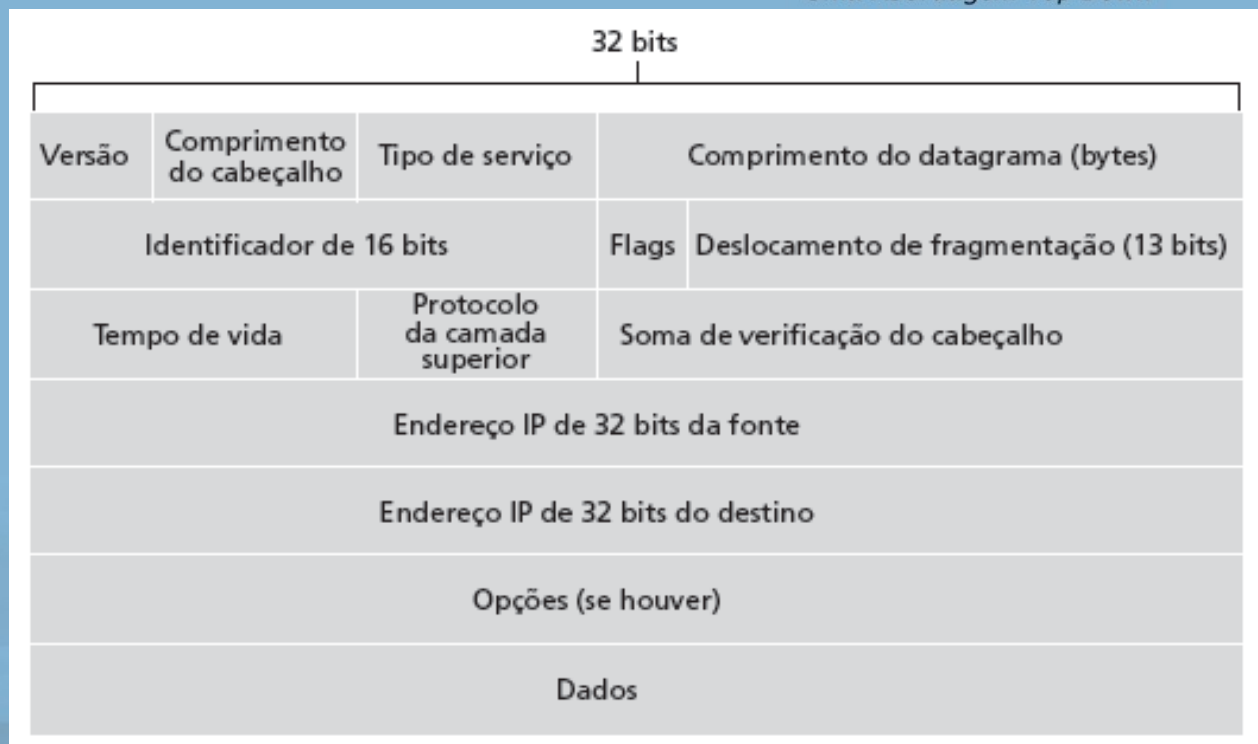 32 bits
Versão
Comprimento
do cabeçalho
Tipo de serviço
Comprimento do datagrama (bytes)
Identificador de 16 bits
Flags
Deslocamento de fragmentação (13 bits)
Tempo de vida
Protocolo
da camada
superior
Soma de verificação do cabeçalho
Endereço IP de 32 bits da fonte
Endereço IP de 32 bits do destino
Opções (se houver)
Dados